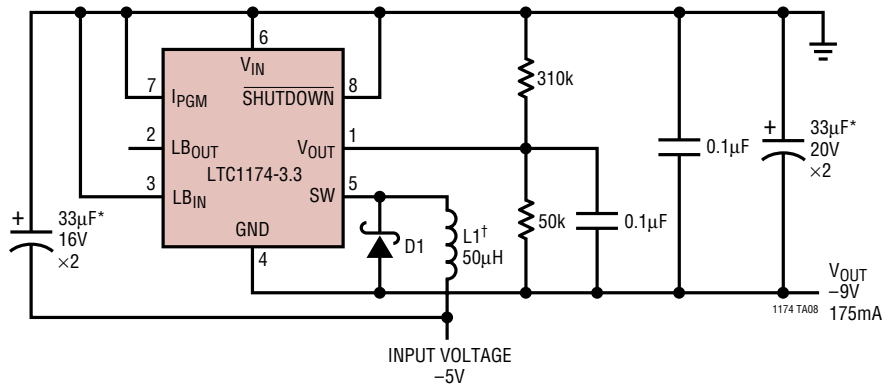 6
V_IN
7
I_PGM
SHUTDOWN
8
310k
2
LB_OUT
V_OUT
1
LTC1174-3.3
3
LB_IN
SW
5
GND
4
+
33µF*
16V
×2
D1
L1†
50µH
50k
0.1µF
0.1µF
+
33µF*
20V
×2
V_OUT
–9V
175mA
1174 TA08
INPUT VOLTAGE
–5V